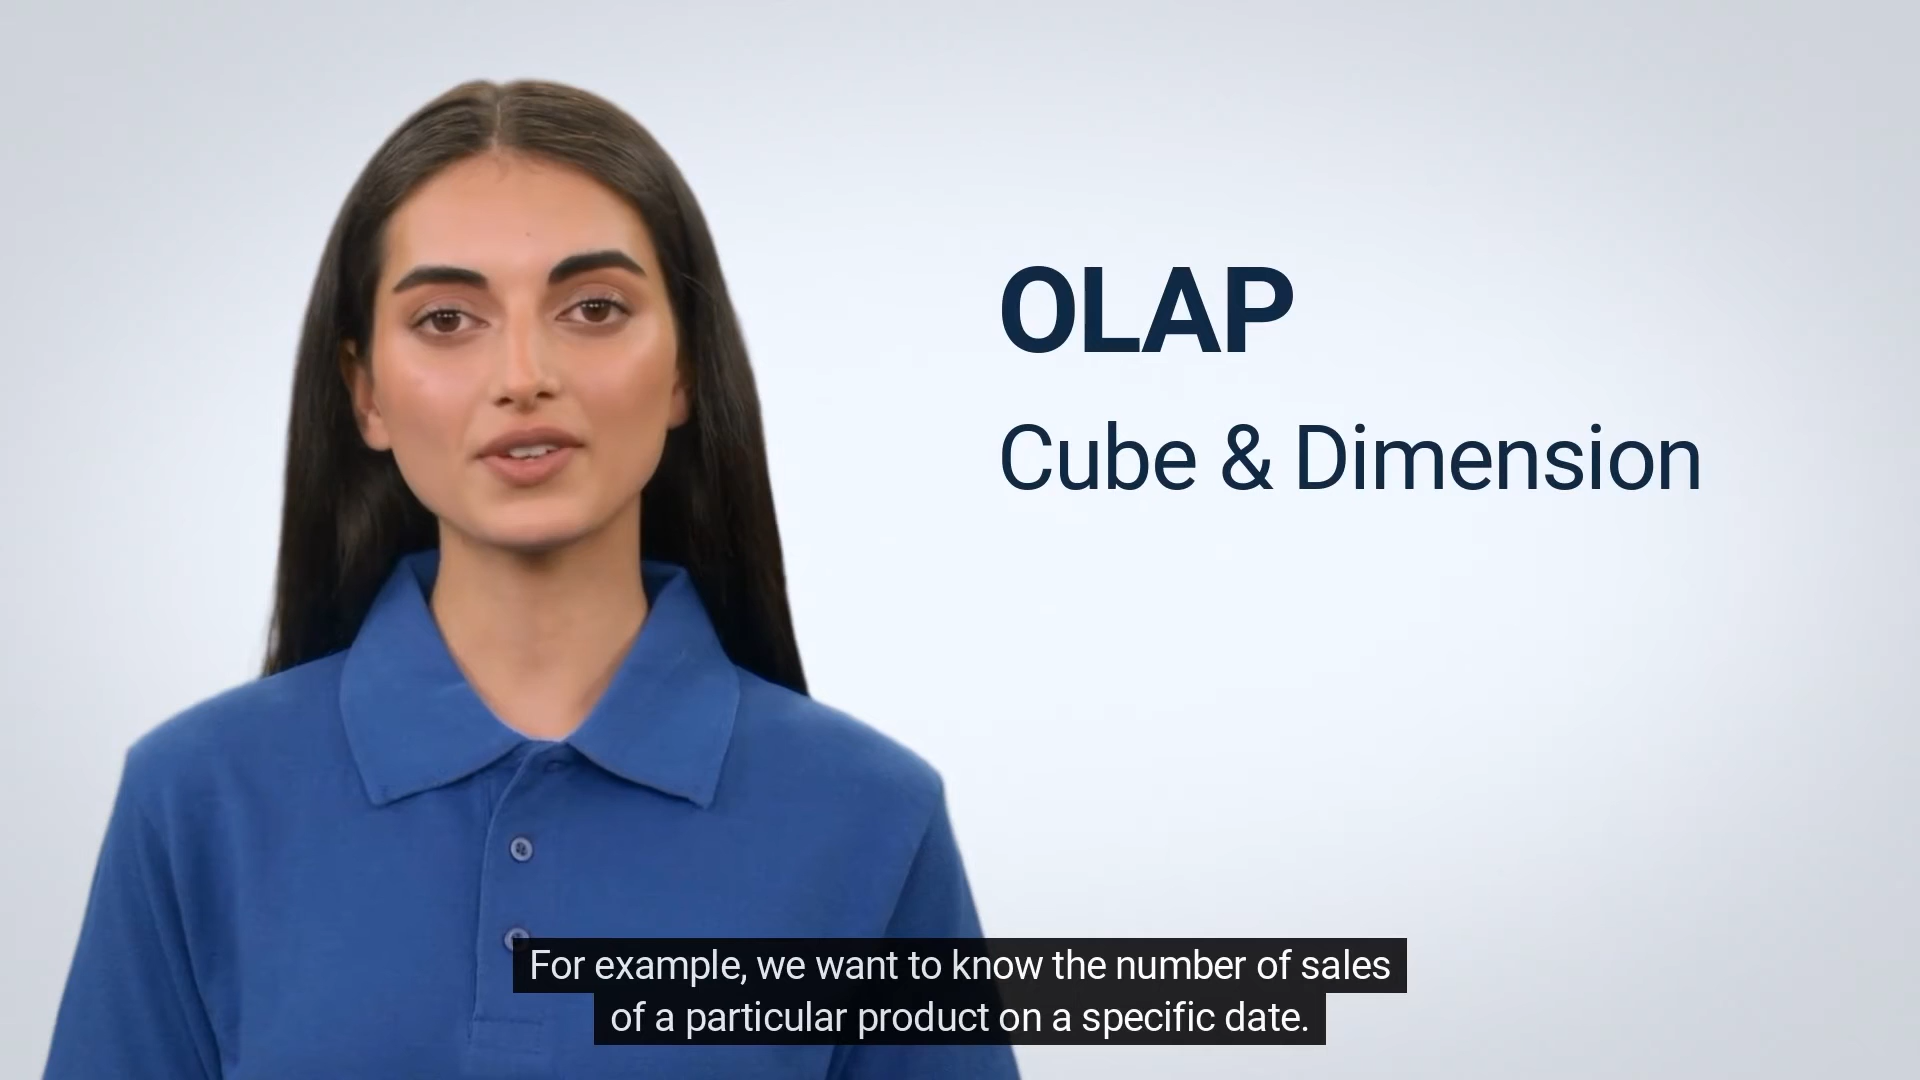 OLAP
Cube & Dimension
For example, we want to know the number of sales
of a particular product on a specific date.